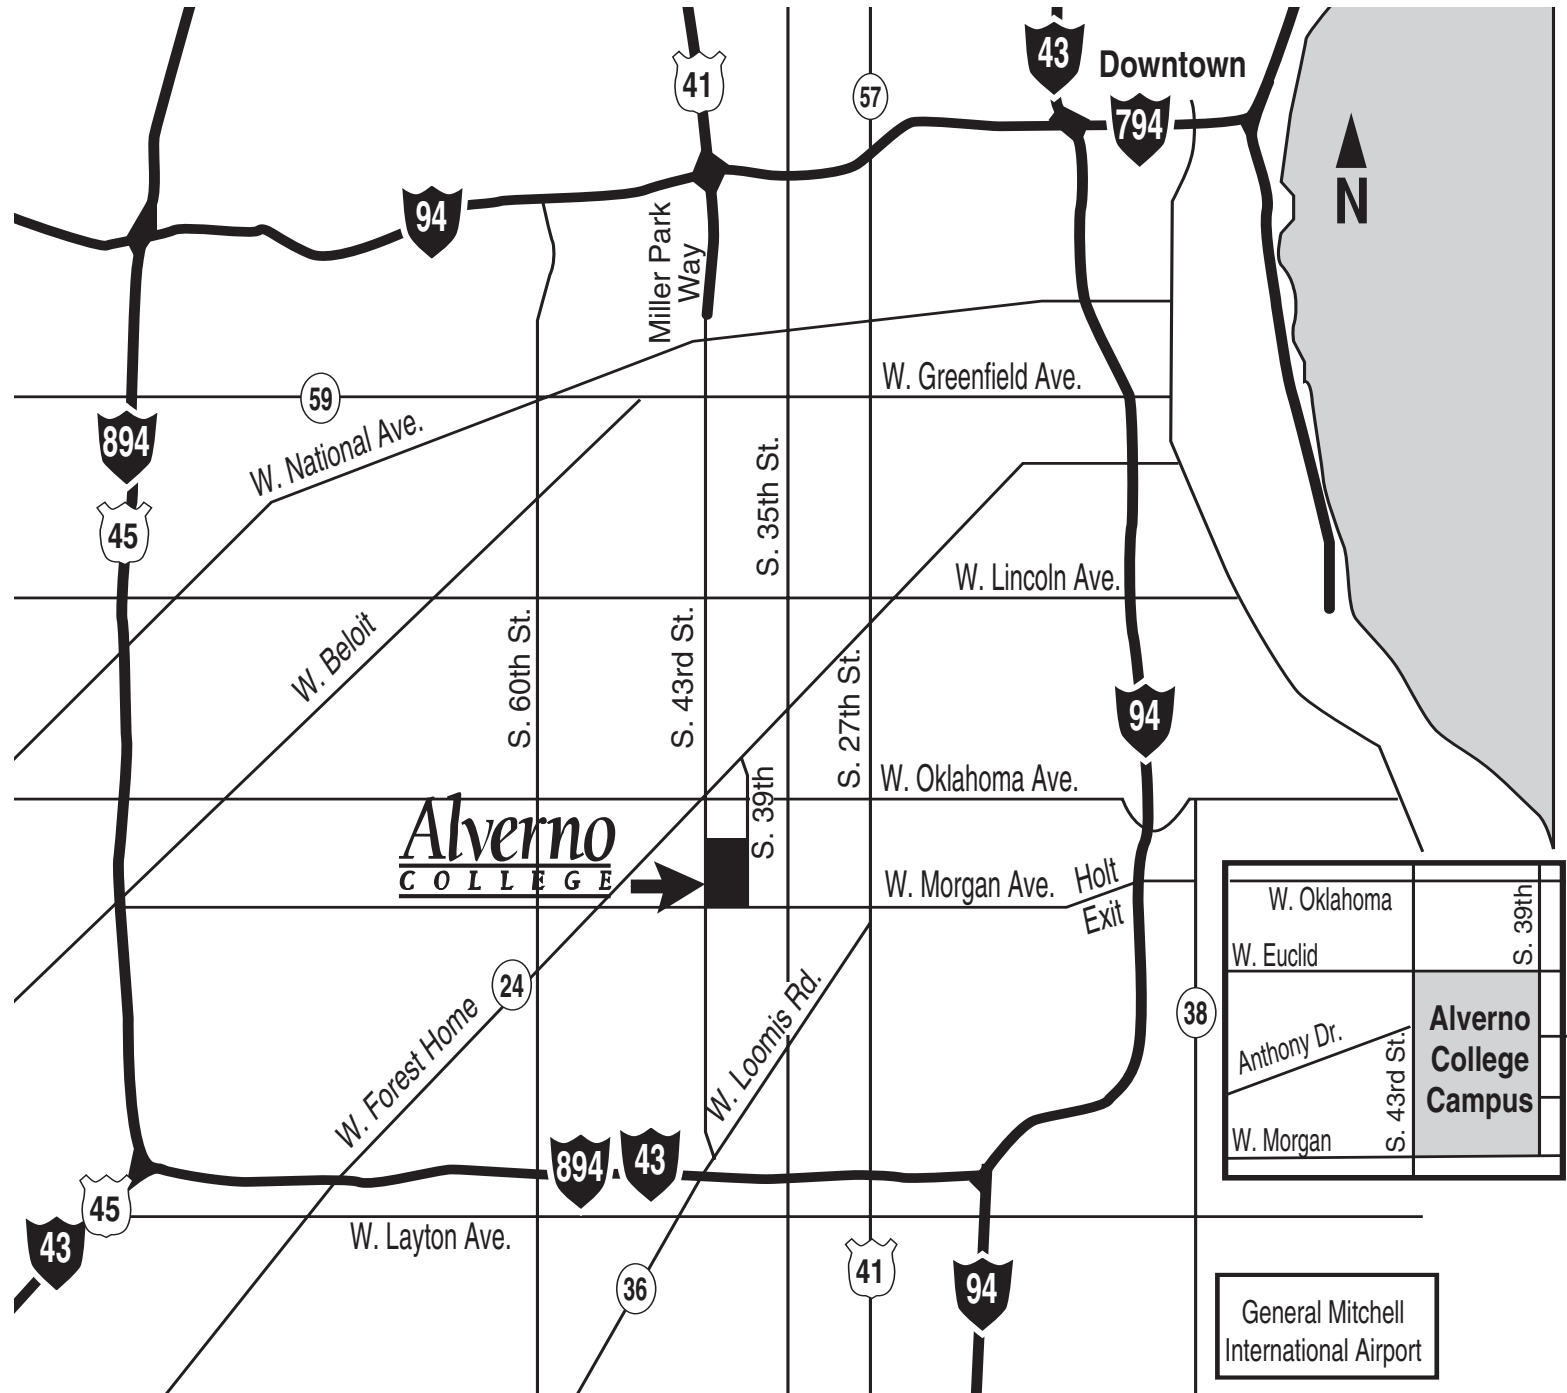 41
43
Downtown
57
794
N
94
Miller Park
Way
W. Greenfield Ave.
59
894
W. National Ave.
S. 35th St.
45
W. Lincoln Ave.
W. Beloit
S. 60th St.
S. 43rd St.
S. 27th St.
94
S. 39th
W. Oklahoma Ave.
Alverno
COLLEGE
W. Morgan Ave.
Holt
Exit
W. Oklahoma
S. 39th
W. Euclid
24
38
W. Loomis Rd.
W. Forest Home
Anthony Dr.
S. 43rd St.
Alverno
College
Campus
W. Morgan
894
43
45
43
W. Layton Ave.
36
41
94
General Mitchell
International Airport